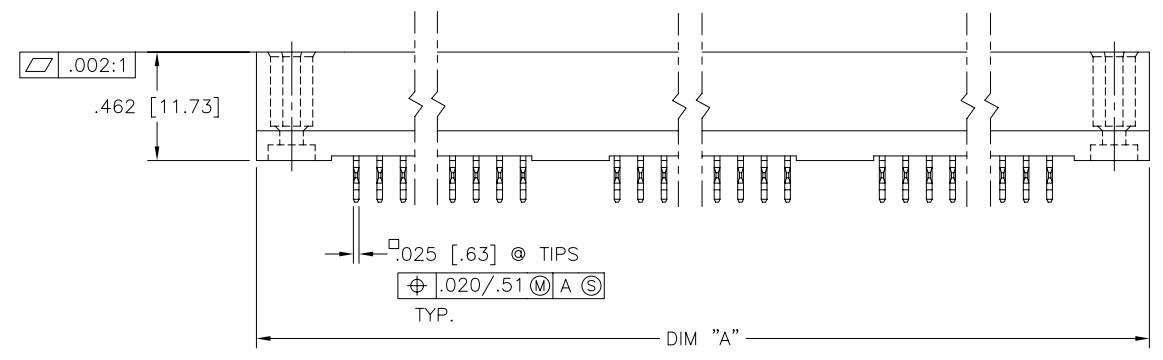 ⏥ .002:1
.462 [11.73]
□.025 [.63] @ TIPS
⌖ .020/.51 Ⓜ A Ⓢ
TYP.
DIM "A"